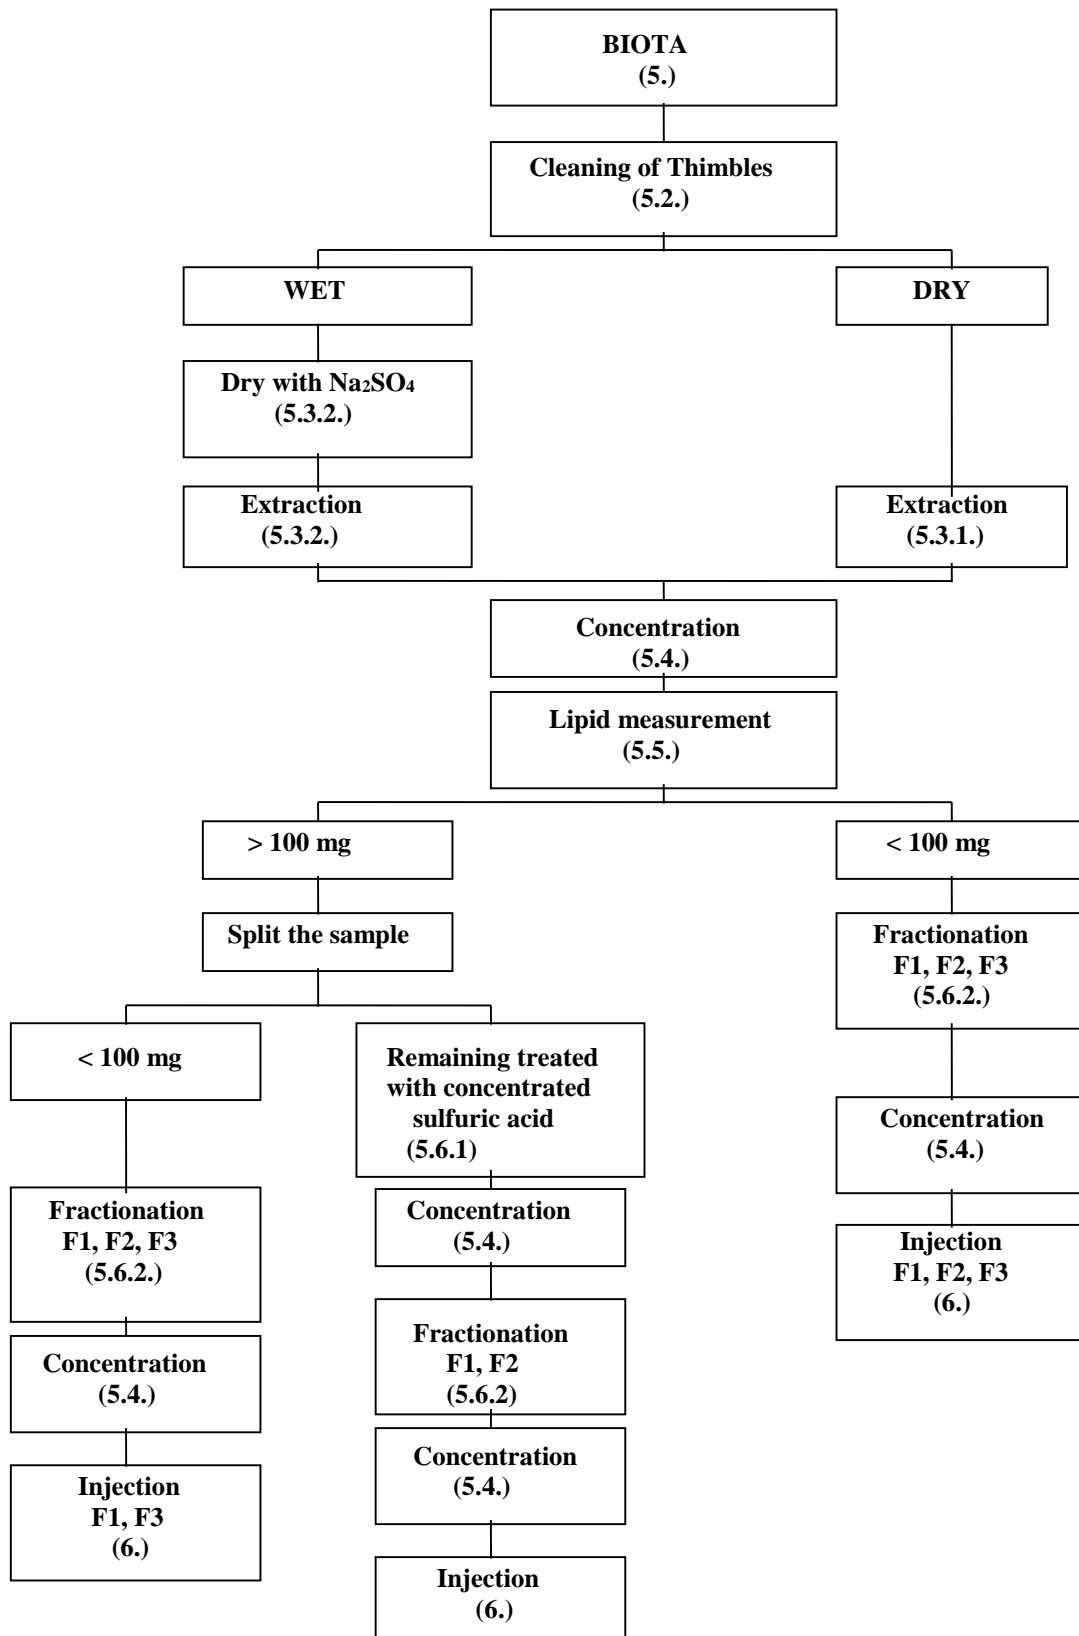 BIOTA
(5.)
Cleaning of Thimbles
(5.2.)
WET
DRY
Dry with Na₂SO₄
(5.3.2.)
Extraction
(5.3.2.)
Extraction
(5.3.1.)
Concentration
(5.4.)
Lipid measurement
(5.5.)
> 100 mg
< 100 mg
Split the sample
Fractionation
F1, F2, F3
(5.6.2.)
< 100 mg
Remaining treated
with concentrated
sulfuric acid
(5.6.1)
Concentration
(5.4.)
Fractionation
F1, F2, F3
(5.6.2.)
Concentration
(5.4.)
Injection
F1, F2, F3
(6.)
Concentration
(5.4.)
Fractionation
F1, F2
(5.6.2)
Injection
F1, F3
(6.)
Concentration
(5.4.)
Injection
(6.)